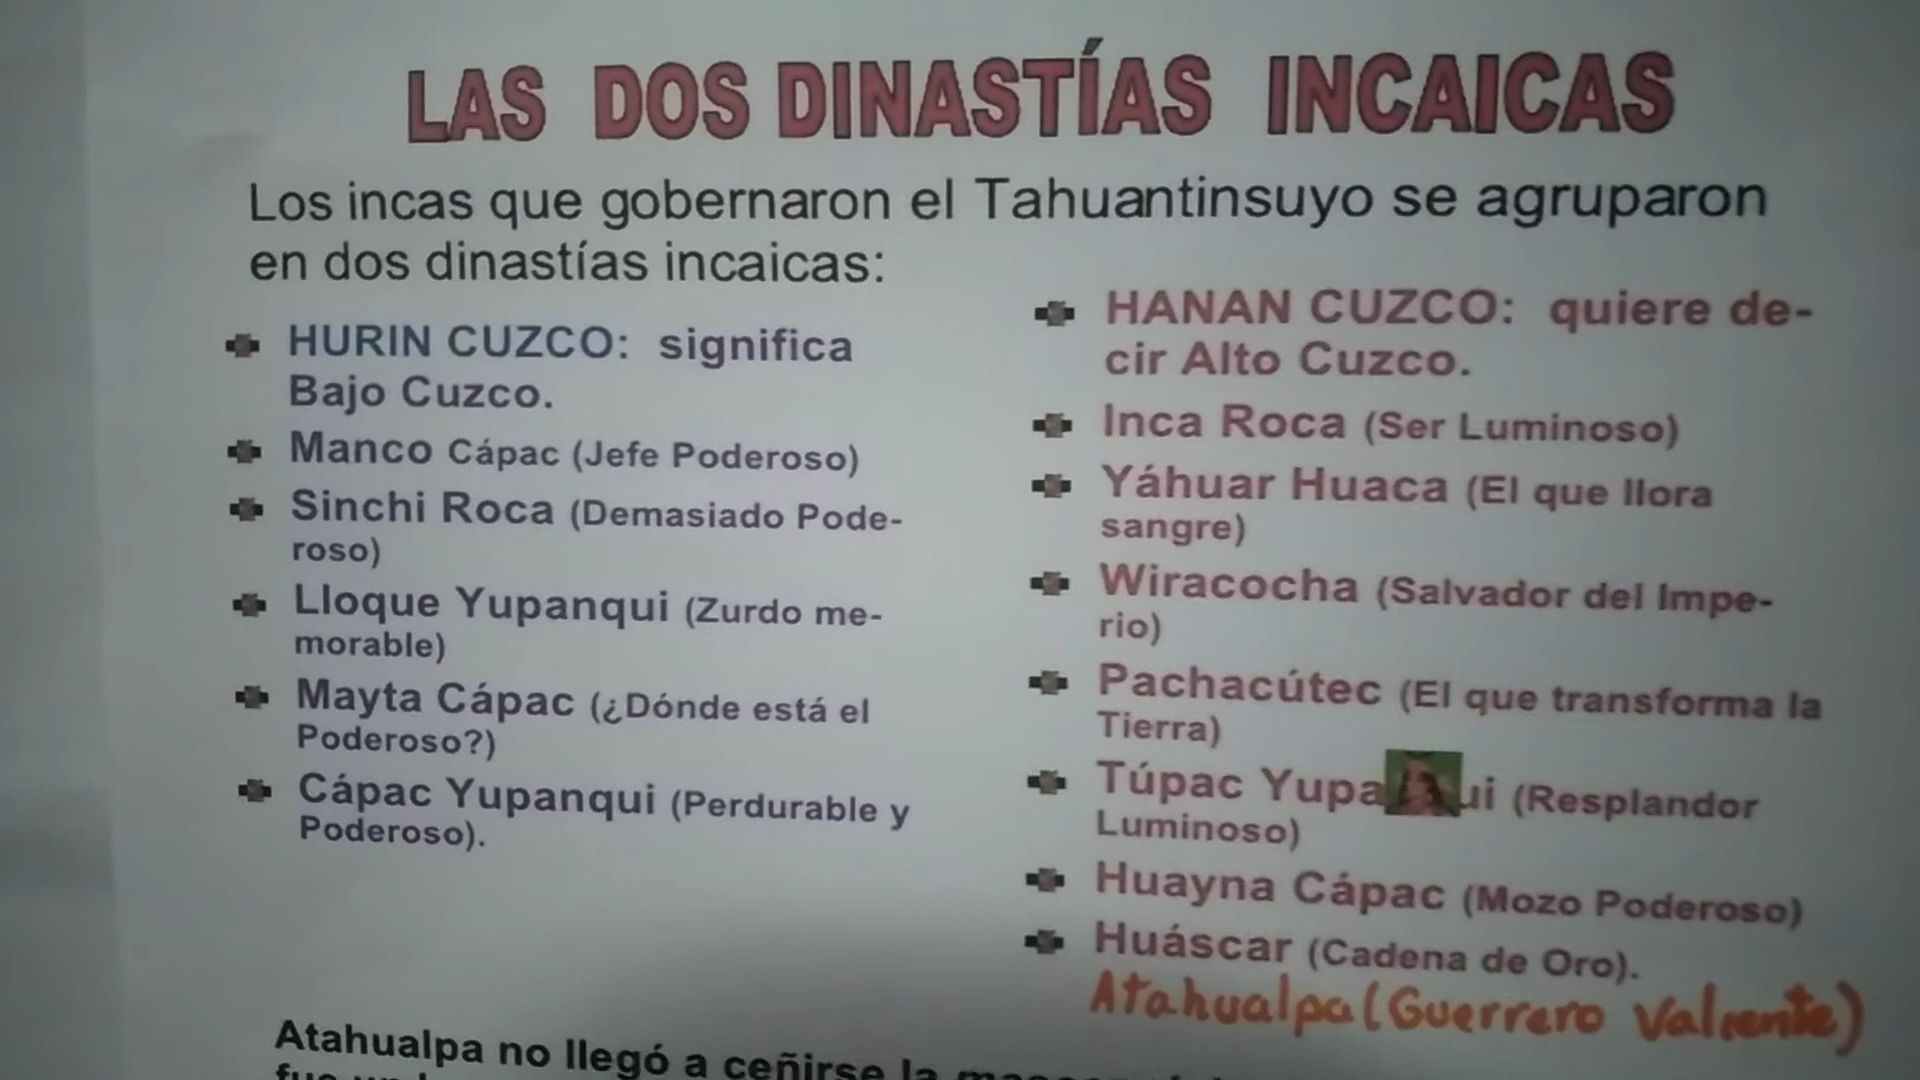 LAS DOS DINASTÍAS INCAICAS
Los incas que gobernaron el Tahuantinsuyo se agruparon
en dos dinastías incaicas:
HURIN CUZCO: significa
Bajo Cuzco.
Manco Cápac (Jefe Poderoso)
Sinchi Roca (Demasiado Pode-
roso)
Lloque Yupanqui (Zurdo me-
morable)
Mayta Cápac (¿Dónde está el
Poderoso?)
Cápac Yupanqui (Perdurable y
Poderoso).
HANAN CUZCO: quiere de-
cir Alto Cuzco.
Inca Roca (Ser Luminoso)
Yáhuar Huaca (El que llora
sangre)
Wiracocha (Salvador del Impe-
rio)
Pachacútec (El que transforma la
Tierra)
Túpac (Resplandor
Luminoso)
Huayna Cápac (Mozo Poderoso)
Huáscar (Cadena de Oro).
Atahualpa (Guerrero Valiente)
Atahualpa no llegó a ceñirse la